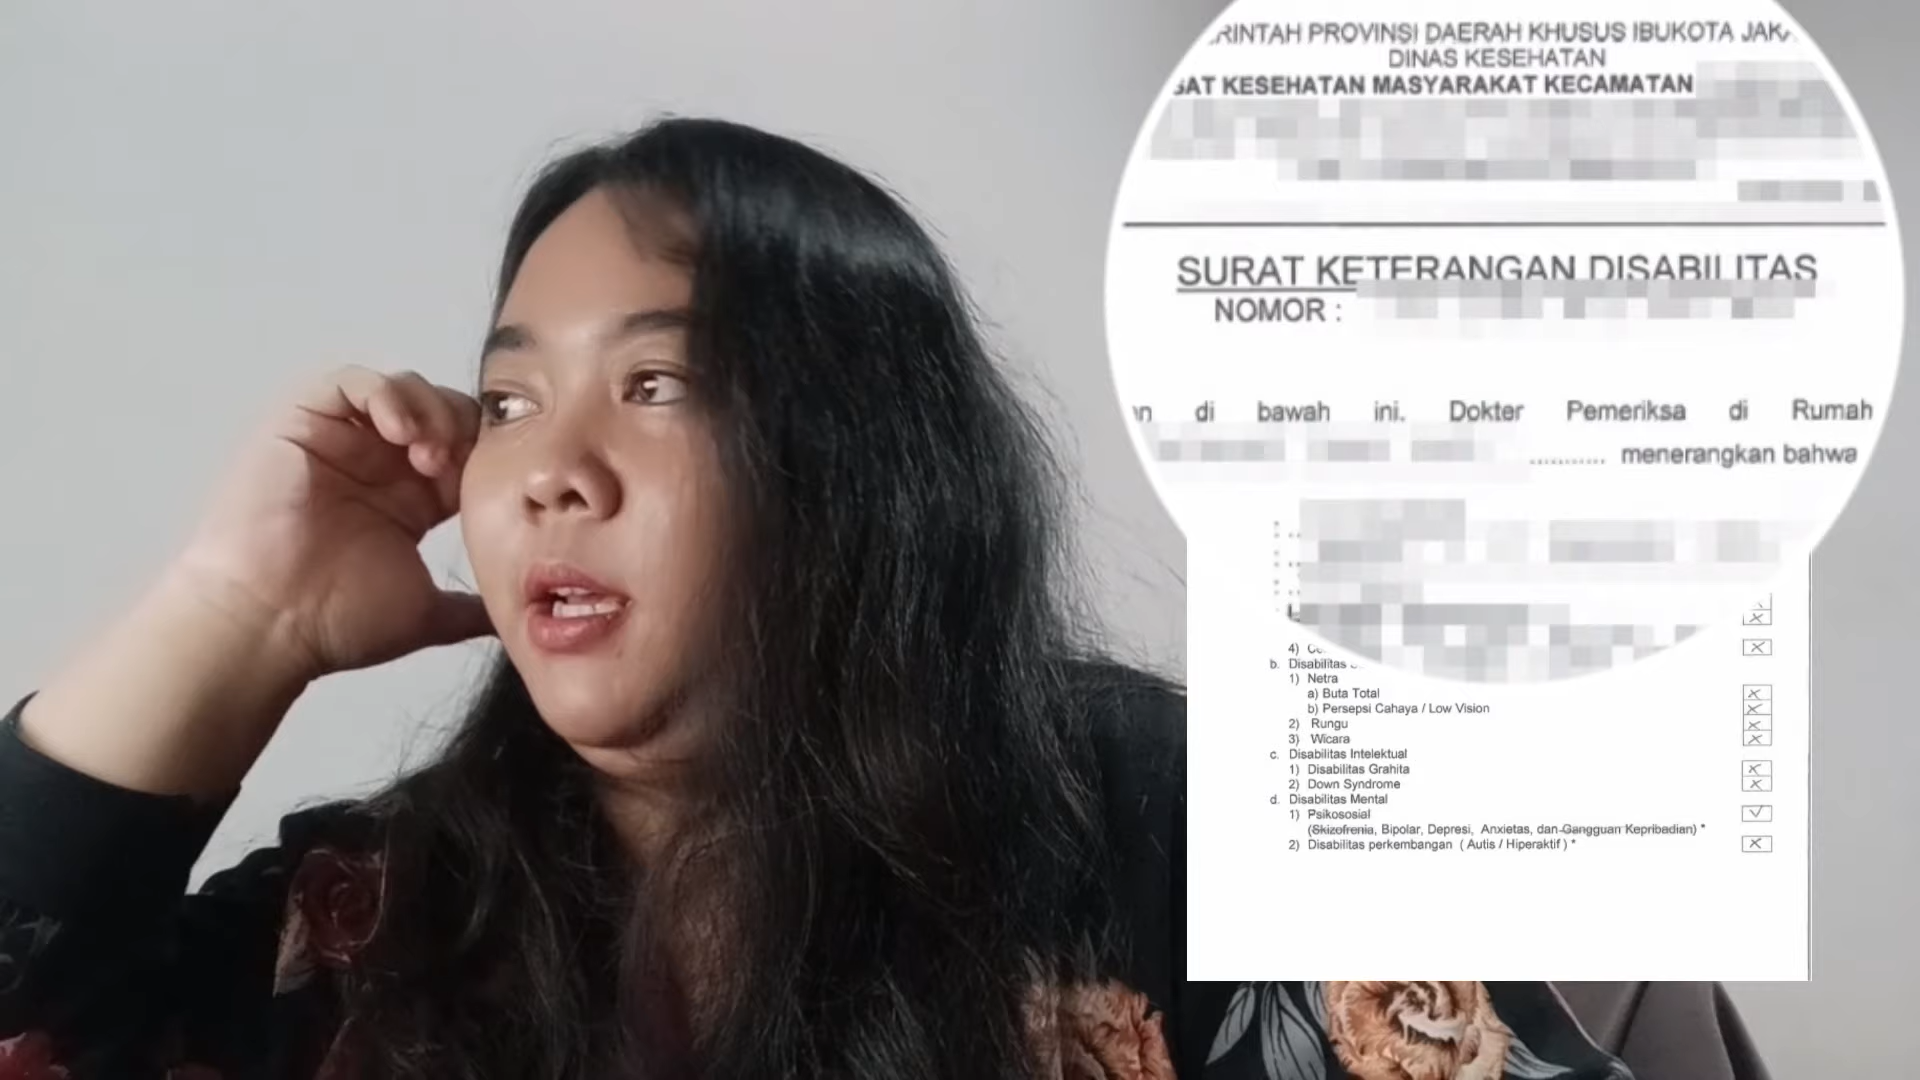 RINTAH PROVINSI DAERAH KHUSUS IBUKOTA JAK
DINAS KESEHATAN
SAT KESEHATAN MASYARAKAT KECAMATAN
SURAT KETERANGAN DISABILITAS
NOMOR :
di bawah ini. Dokter Pemeriksa di Rumah
........... menerangkan bahwa
4)
b. Disabilitas
1) Netra
a) Buta Total
b) Persepsi Cahaya / Low Vision
2) Rungu
3) Wicara
c. Disabilitas Intelektual
1) Disabilitas Grahita
2) Down Syndrome
d. Disabilitas Mental
1) Psikososial
(Skizofrenia, Bipolar, Depresi, Anxietas, dan Gangguan Kepribadian) *
2) Disabilitas perkembangan ( Autis / Hiperaktif ) *